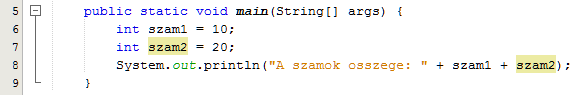 5 public static void main(String[] args) {
6 int szam1 = 10;
7 int szam2 = 20;
8 System.out.println("A szamok osszege: " + szam1 + szam2);
9 }